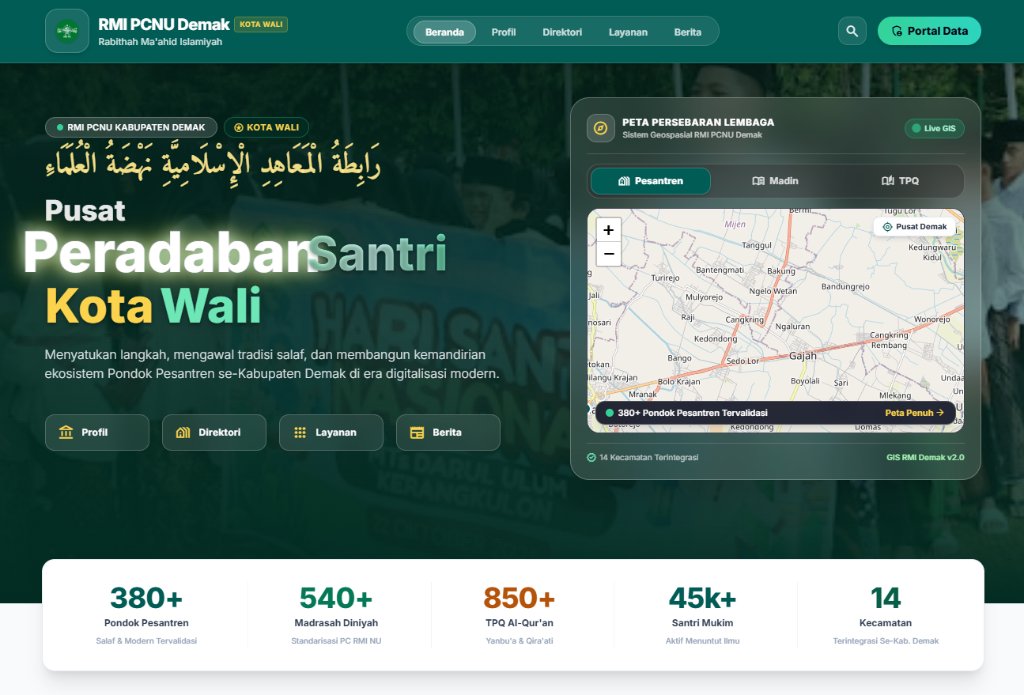 RMI PCNU Demak KOTA WALI
Rabithah Ma'ahid Islamiyah
Beranda Profil Direktori Layanan Berita
Portal Data
RMI PCNU KABUPATEN DEMAK KOTA WALI
رَابِطَةُ الْمَعَاهِدِ الْإِسْلَامِيَّةِ نَهْضَةُ الْعُلَمَاءِ
Pusat
Peradaban Santri
Kota Wali
Menyatukan langkah, mengawal tradisi salaf, dan membangun kemandirian
ekosistem Pondok Pesantren se-Kabupaten Demak di era digitalisasi modern.
Profil Direktori Layanan Berita
PETA PERSEBARAN LEMBAGA
Sistem Geospasial RMI PCNU Demak
Live GIS
Pesantren Madin TPQ
+
−
Pusat Demak
Mijen
Tanggul
Kedungwaru
Kidul
Bantengmati
Bakung
Turirejo
Ngelo Wetan
Bandungrejo
Jali
Mulyorejo
Raji
Cangkring
Ngaluran
Wonorejo
Kedondong
Cangkring
Rembang
Bango
Sedo Lor
Gajah
Bolo Krajan
Boyolali
Sari
Mranak
Mlekang
Kedondong
380+ Pondok Pesantren Tervalidasi Peta Penuh →
14 Kecamatan Terintegrasi GIS RMI Demak v2.0
HARI SANTRI
KERANGKULON
380+
Pondok Pesantren
Salaf & Modern Tervalidasi
540+
Madrasah Diniyah
Standarisasi PC RMI NU
850+
TPQ Al-Qur'an
Yanbu'a & Qira'ati
45k+
Santri Mukim
Aktif Menuntut Ilmu
14
Kecamatan
Terintegrasi Se-Kab. Demak